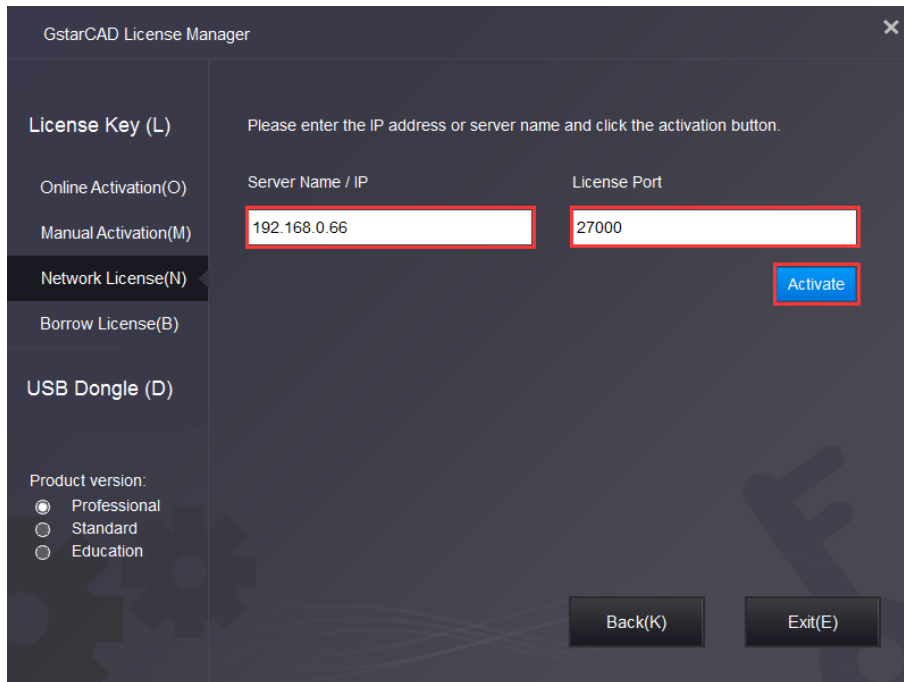 GstarCAD License Manager
License Key (L)
Online Activation(O)
Manual Activation(M)
Network License(N)
Borrow License(B)
USB Dongle (D)
Product version:
Professional
Standard
Education
Please enter the IP address or server name and click the activation button.
Server Name / IP
License Port
192.168.0.66
27000
Activate
Back(K)
Exit(E)